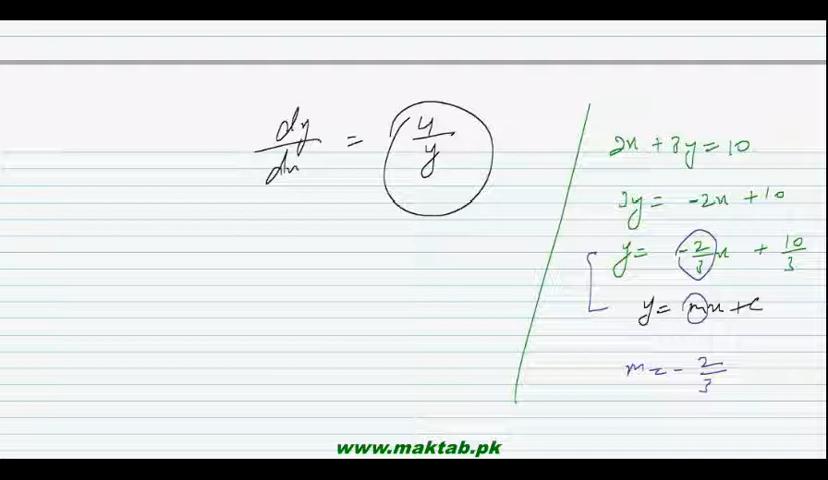 dy/dx = 4/y
2x + 3y = 10
3y = -2x + 10
y = -2/3 x + 10/3
y = mx + c
m = - 2/3
www.maktab.pk